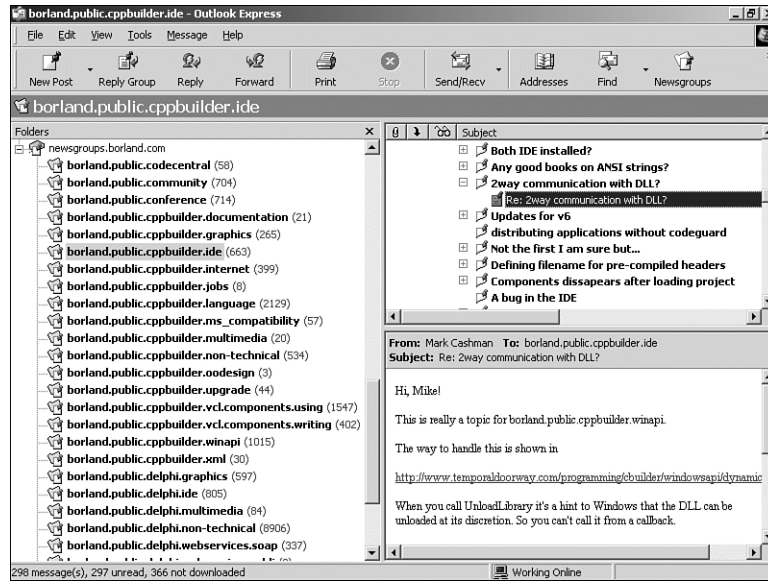 borland.public.cppbuilder.ide - Outlook Express
File Edit View Tools Message Help
New Post Reply Group Reply Forward Print Stop Send/Recv Addresses Find Newsgroups
borland.public.cppbuilder.ide
Folders
newsgroups.borland.com
borland.public.codecentral (58)
borland.public.community (704)
borland.public.conference (714)
borland.public.cppbuilder.documentation (21)
borland.public.cppbuilder.graphics (265)
borland.public.cppbuilder.ide (663)
borland.public.cppbuilder.internet (399)
borland.public.cppbuilder.jobs (8)
borland.public.cppbuilder.language (2129)
borland.public.cppbuilder.ms_compatibility (57)
borland.public.cppbuilder.multimedia (20)
borland.public.cppbuilder.non-technical (534)
borland.public.cppbuilder.oodesign (3)
borland.public.cppbuilder.upgrade (44)
borland.public.cppbuilder.vcl.components.using (1547)
borland.public.cppbuilder.vcl.components.writing (402)
borland.public.cppbuilder.winapi (1015)
borland.public.cppbuilder.xml (30)
borland.public.delphi.graphics (597)
borland.public.delphi.ide (805)
borland.public.delphi.multimedia (84)
borland.public.delphi.non-technical (8906)
borland.public.delphi.webservices.soap (337)
Subject
Both IDE installed?
Any good books on ANSI strings?
2way communication with DLL?
Re: 2way communication with DLL?
Updates for v6
distributing applications without codeguard
Not the first I am sure but...
Defining filename for pre-compiled headers
Components dissapears after loading project
A bug in the IDE
From: Mark Cashman To: borland.public.cppbuilder.ide
Subject: Re: 2way communication with DLL?
Hi, Mike!
This is really a topic for borland.public.cppbuilder.winapi.
The way to handle this is shown in
http://www.temporaldoorway.com/programming/cbuilder/windowsapi/dynamic
When you call UnloadLibrary it's a hint to Windows that the DLL can be
unloaded at its discretion. So you can't call it from a callback.
298 message(s), 297 unread, 366 not downloaded
Working Online